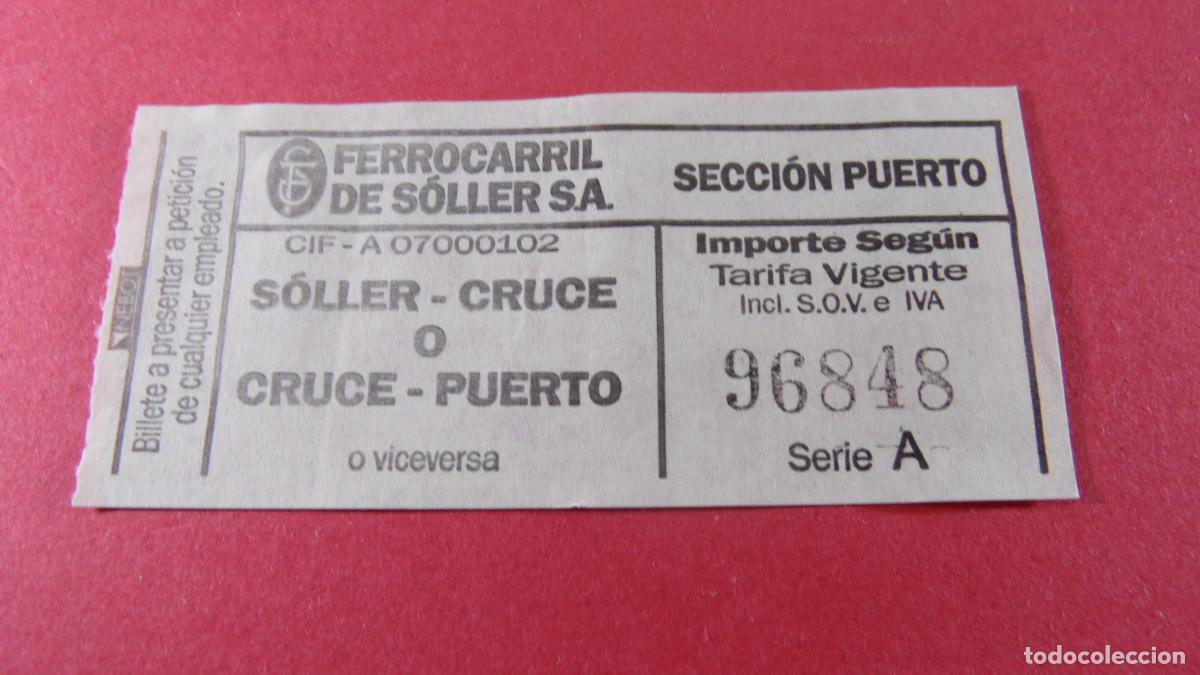 Billete a presentar a petición
de cualquier empleado.
NEBOT
FERROCARRIL
DE SÓLLER S.A.
SECCIÓN PUERTO
CIF - A 07000102
SÓLLER - CRUCE
O
CRUCE - PUERTO
o viceversa
Importe Según
Tarifa Vigente
Incl. S.O.V. e IVA
96848
Serie A
todocoleccion